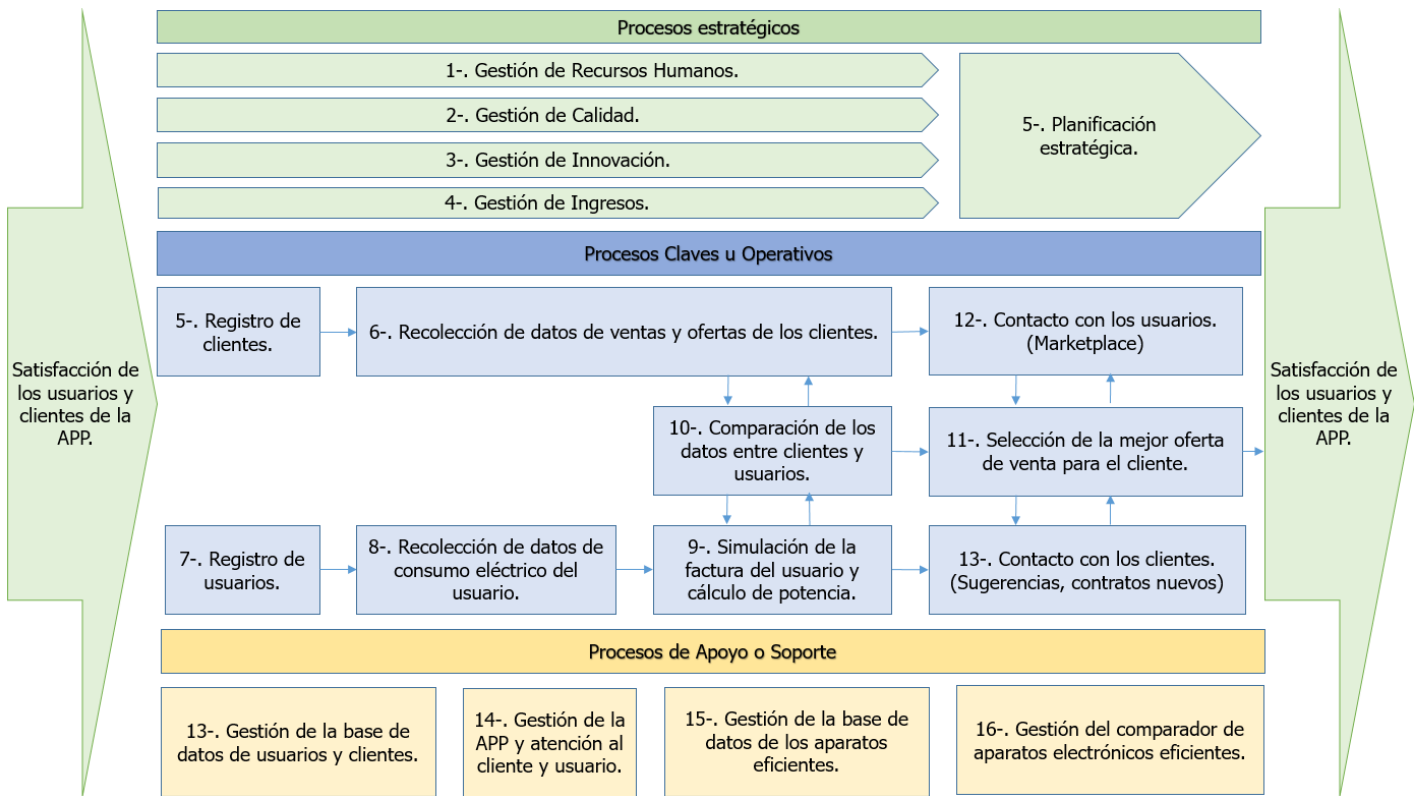 Procesos estratégicos
1-. Gestión de Recursos Humanos.
2-. Gestión de Calidad.
3-. Gestión de Innovación.
4-. Gestión de Ingresos.
5-. Planificación
estratégica.
Procesos Claves u Operativos
Satisfacción de
los usuarios y
clientes de la
APP.
5-. Registro de
clientes.
6-. Recolección de datos de ventas y ofertas de los clientes.
12-. Contacto con los usuarios.
(Marketplace)
10-. Comparación de los
datos entre clientes y
usuarios.
11-. Selección de la mejor oferta
de venta para el cliente.
7-. Registro de
usuarios.
8-. Recolección de datos de
consumo eléctrico del
usuario.
9-. Simulación de la
factura del usuario y
cálculo de potencia.
13-. Contacto con los clientes.
(Sugerencias, contratos nuevos)
Satisfacción de
los usuarios y
clientes de la
APP.
Procesos de Apoyo o Soporte
13-. Gestión de la base de
datos de usuarios y clientes.
14-. Gestión de la
APP y atención al
cliente y usuario.
15-. Gestión de la base de
datos de los aparatos
eficientes.
16-. Gestión del comparador de
aparatos electrónicos eficientes.